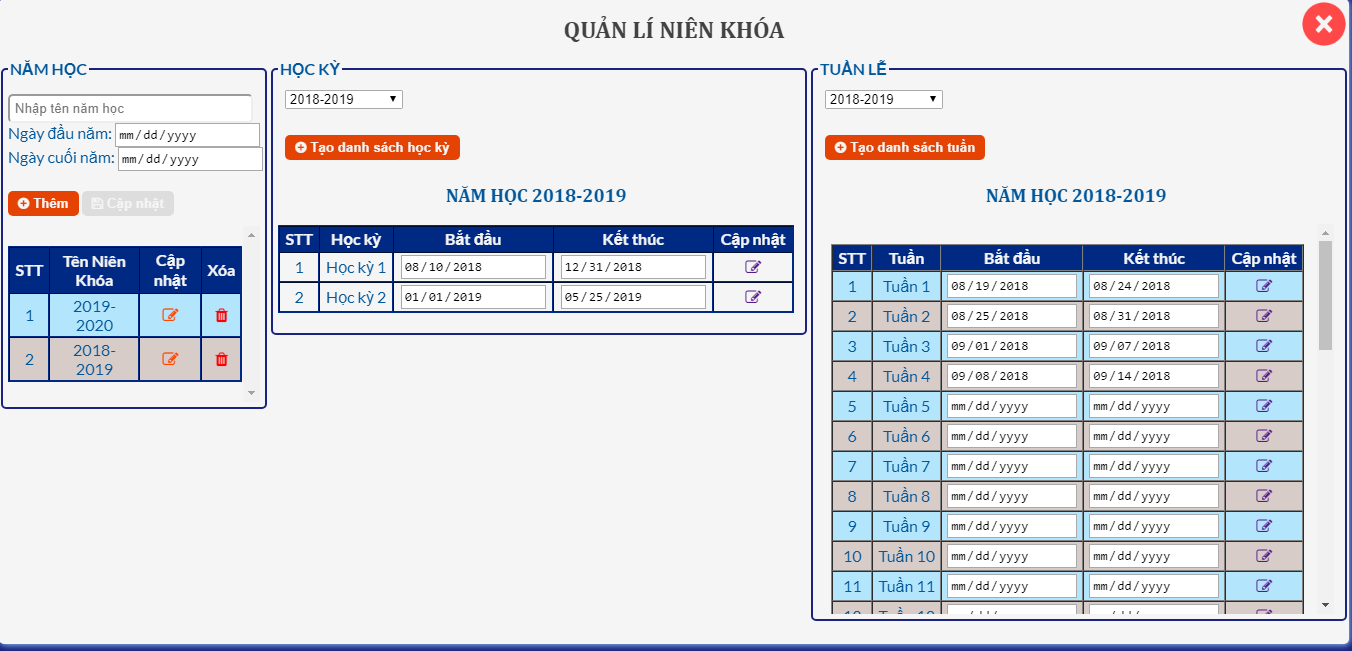 QUẢN LÍ NIÊN KHÓA
NĂM HỌC
Nhập tên năm học
Ngày đầu năm: mm/dd/yyyy
Ngày cuối năm: mm/dd/yyyy
Thêm Cập nhật
STT Tên Niên Khóa Cập nhật Xóa
1 2019-2020
2 2018-2019
HỌC KỲ
2018-2019
Tạo danh sách học kỳ
NĂM HỌC 2018-2019
STT Học kỳ Bắt đầu Kết thúc Cập nhật
1 Học kỳ 1 08/10/2018 12/31/2018
2 Học kỳ 2 01/01/2019 05/25/2019
TUẦN LỄ
2018-2019
Tạo danh sách tuần
NĂM HỌC 2018-2019
STT Tuần Bắt đầu Kết thúc Cập nhật
1 Tuần 1 08/19/2018 08/24/2018
2 Tuần 2 08/25/2018 08/31/2018
3 Tuần 3 09/01/2018 09/07/2018
4 Tuần 4 09/08/2018 09/14/2018
5 Tuần 5 mm/dd/yyyy mm/dd/yyyy
6 Tuần 6 mm/dd/yyyy mm/dd/yyyy
7 Tuần 7 mm/dd/yyyy mm/dd/yyyy
8 Tuần 8 mm/dd/yyyy mm/dd/yyyy
9 Tuần 9 mm/dd/yyyy mm/dd/yyyy
10 Tuần 10 mm/dd/yyyy mm/dd/yyyy
11 Tuần 11 mm/dd/yyyy mm/dd/yyyy